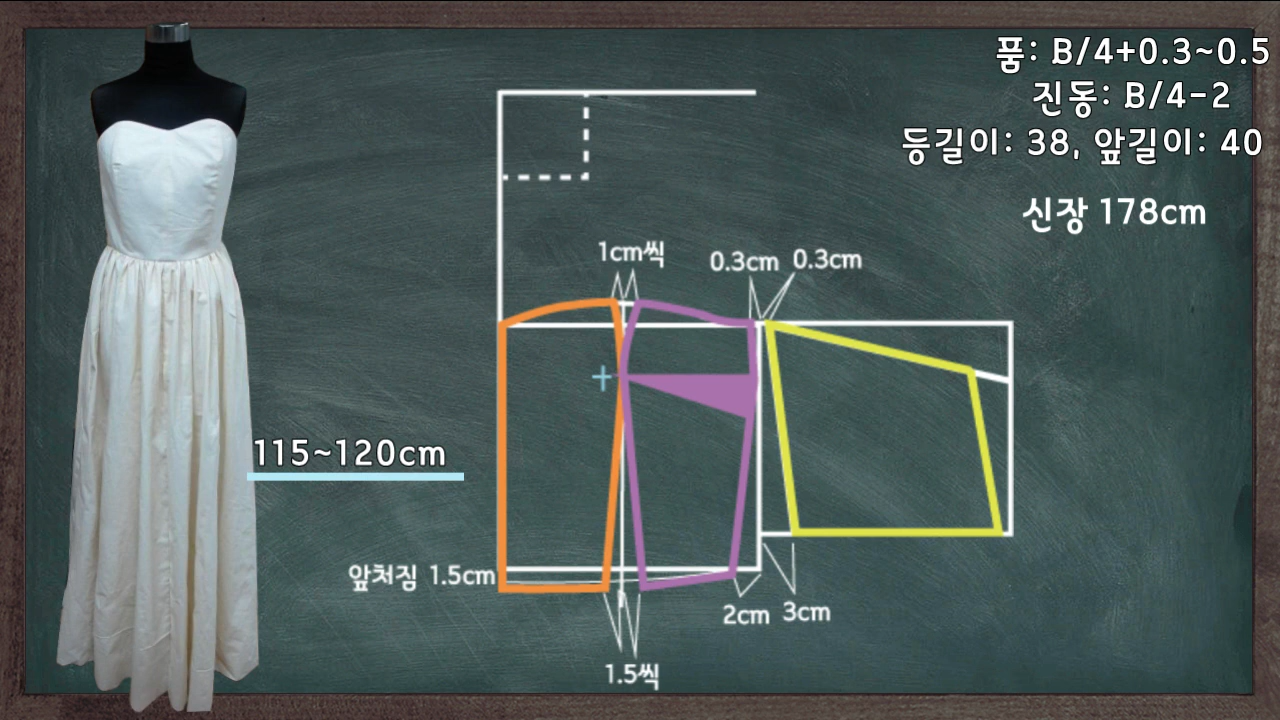 품: B/4+0.3~0.5
진동: B/4-2
등길이: 38, 앞길이: 40
신장 178cm
1cm씩
0.3cm 0.3cm
115~120cm
앞처짐 1.5cm
2cm 3cm
1.5씩